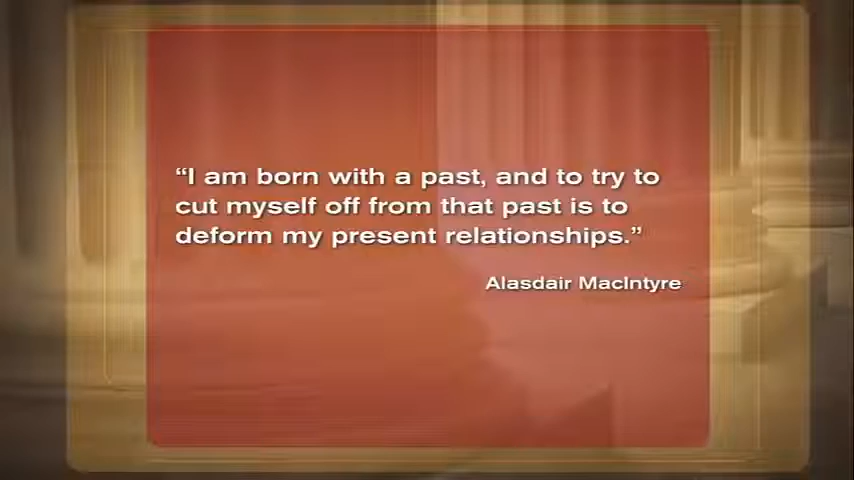 “I am born with a past, and to try to
cut myself off from that past is to
deform my present relationships.”
Alasdair MacIntyre